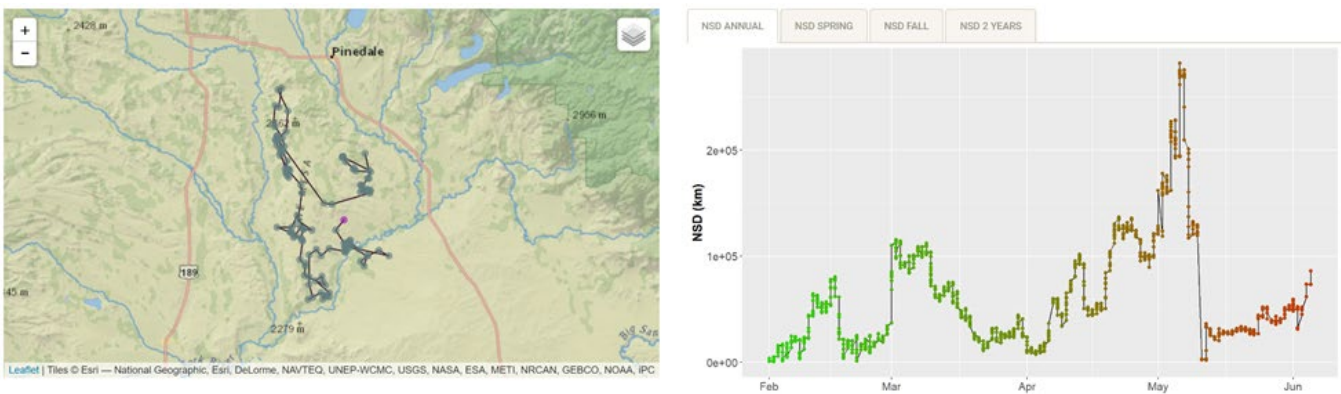 +
−
2428 m
Pinedale
2956 m
189
2279 m
45 m
Leaflet | Tiles © Esri — National Geographic, Esri, DeLorme, NAVTEQ, UNEP-WCMC, USGS, NASA, ESA, METI, NRCAN, GEBCO, NOAA, iPC
NSD ANNUAL
NSD SPRING
NSD FALL
NSD 2 YEARS
NSD (km)
2e+05
1e+05
0e+00
Feb
Mar
Apr
May
Jun